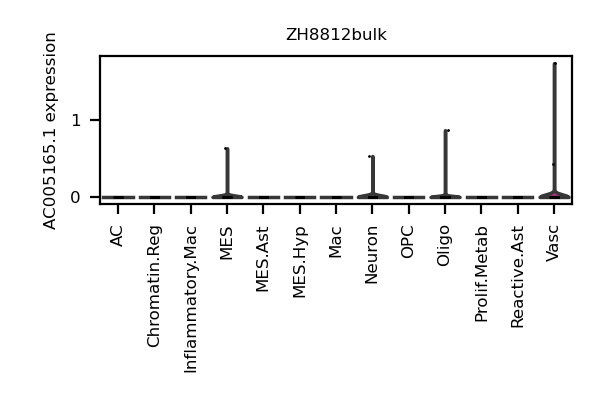 ZH8812bulk
AC005165.1 expression
1
0
AC
Chromatin.Reg
Inflammatory.Mac
MES
MES.Ast
MES.Hyp
Mac
Neuron
OPC
Oligo
Prolif.Metab
Reactive.Ast
Vasc